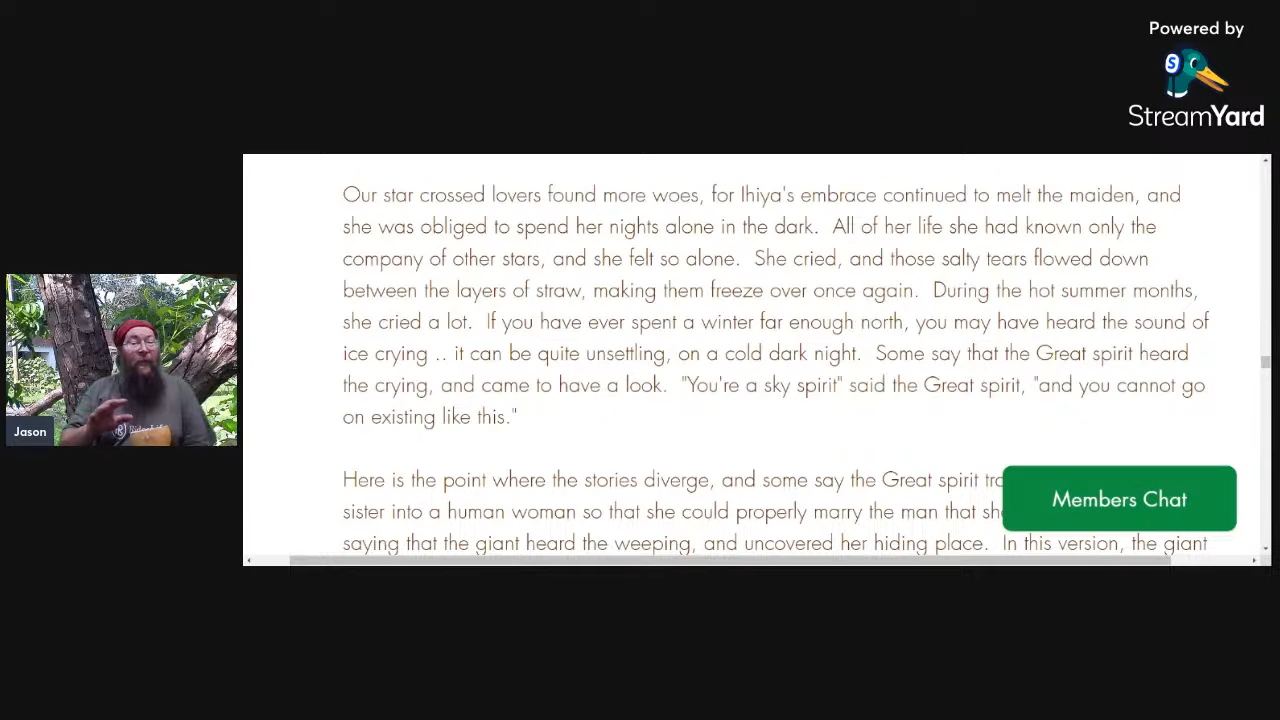 Powered by
StreamYard
Our star crossed lovers found more woes, for Ihiya's embrace continued to melt the maiden, and
she was obliged to spend her nights alone in the dark. All of her life she had known only the
company of other stars, and she felt so alone. She cried, and those salty tears flowed down
between the layers of straw, making them freeze over once again. During the hot summer months,
she cried a lot. If you have ever spent a winter far enough north, you may have heard the sound of
ice crying .. it can be quite unsettling, on a cold dark night. Some say that the Great spirit heard
the crying, and came to have a look. "You're a sky spirit" said the Great spirit, "and you cannot go
on existing like this."
Here is the point where the stories diverge, and some say the Great spirit
sister into a human woman so that she could properly marry the man that
saying that the giant heard the weeping, and uncovered her hiding place. In this version, the giant
Members Chat
Jason